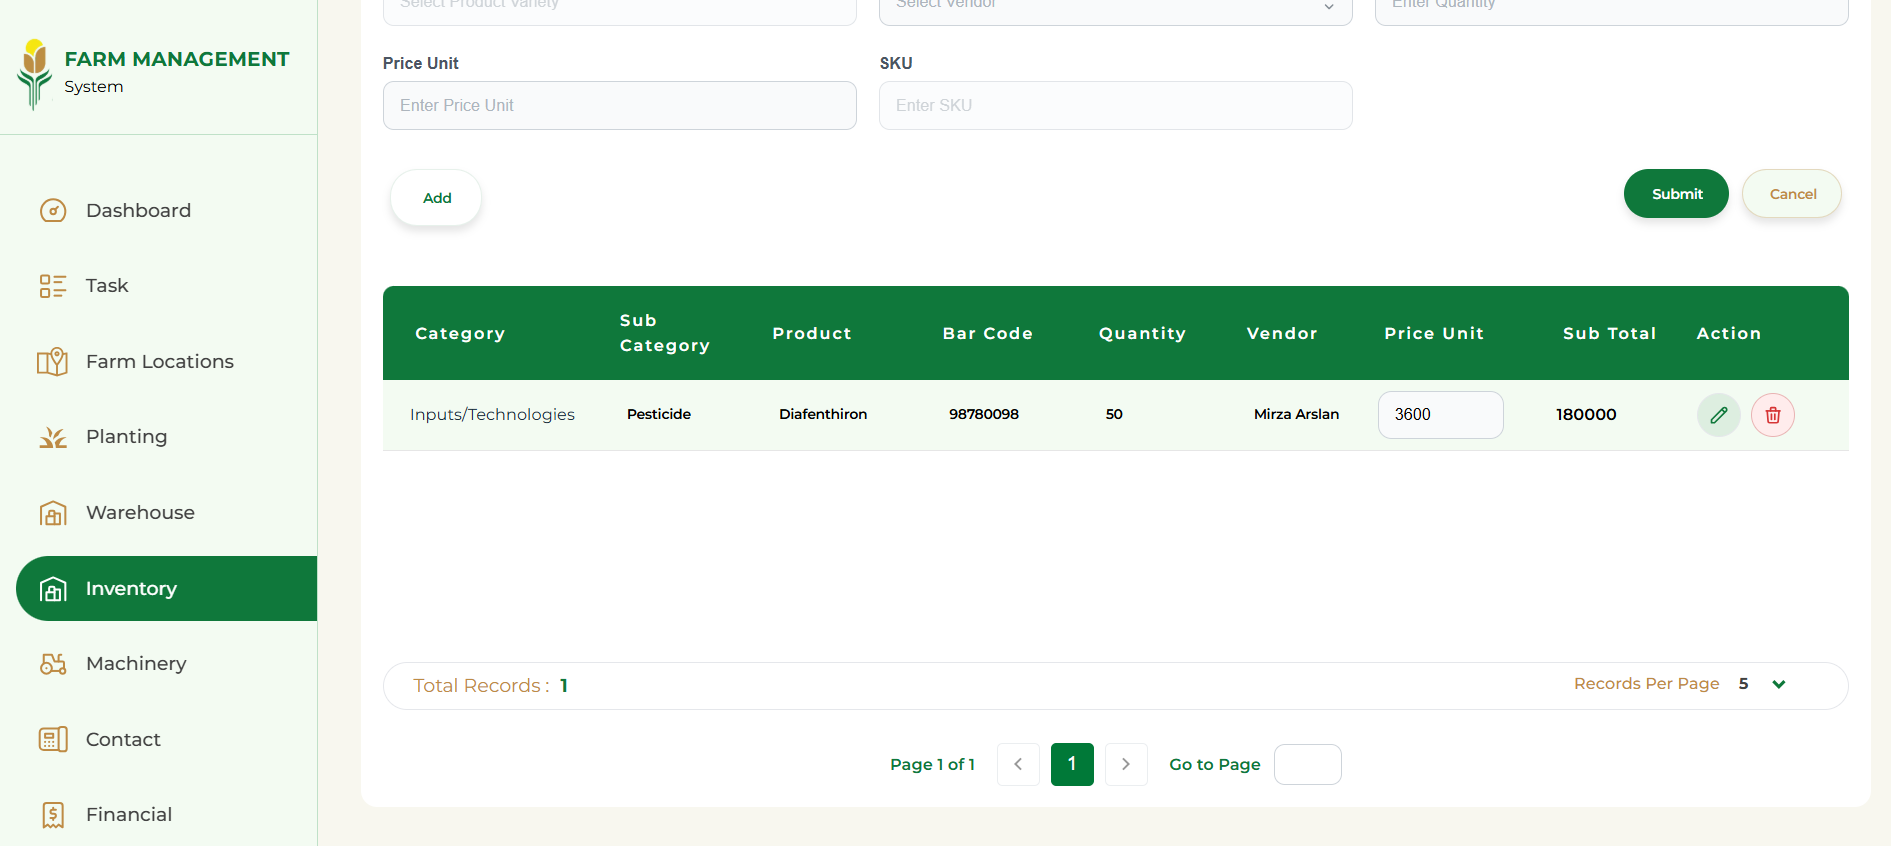 Select Product Variety
Select Vendor
Enter Quantity
FARM MANAGEMENT
System
Price Unit
SKU
Enter Price Unit
Enter SKU
Add
Submit
Cancel
Dashboard
Task
Farm Locations
Planting
Warehouse
Inventory
Machinery
Contact
Financial
Category
Sub
Category
Product
Bar Code
Quantity
Vendor
Price Unit
Sub Total
Action
Inputs/Technologies
Pesticide
Diafenthiron
98780098
50
Mirza Arslan
3600
180000
Total Records : 1
Records Per Page 5
Page 1 of 1
1
Go to Page